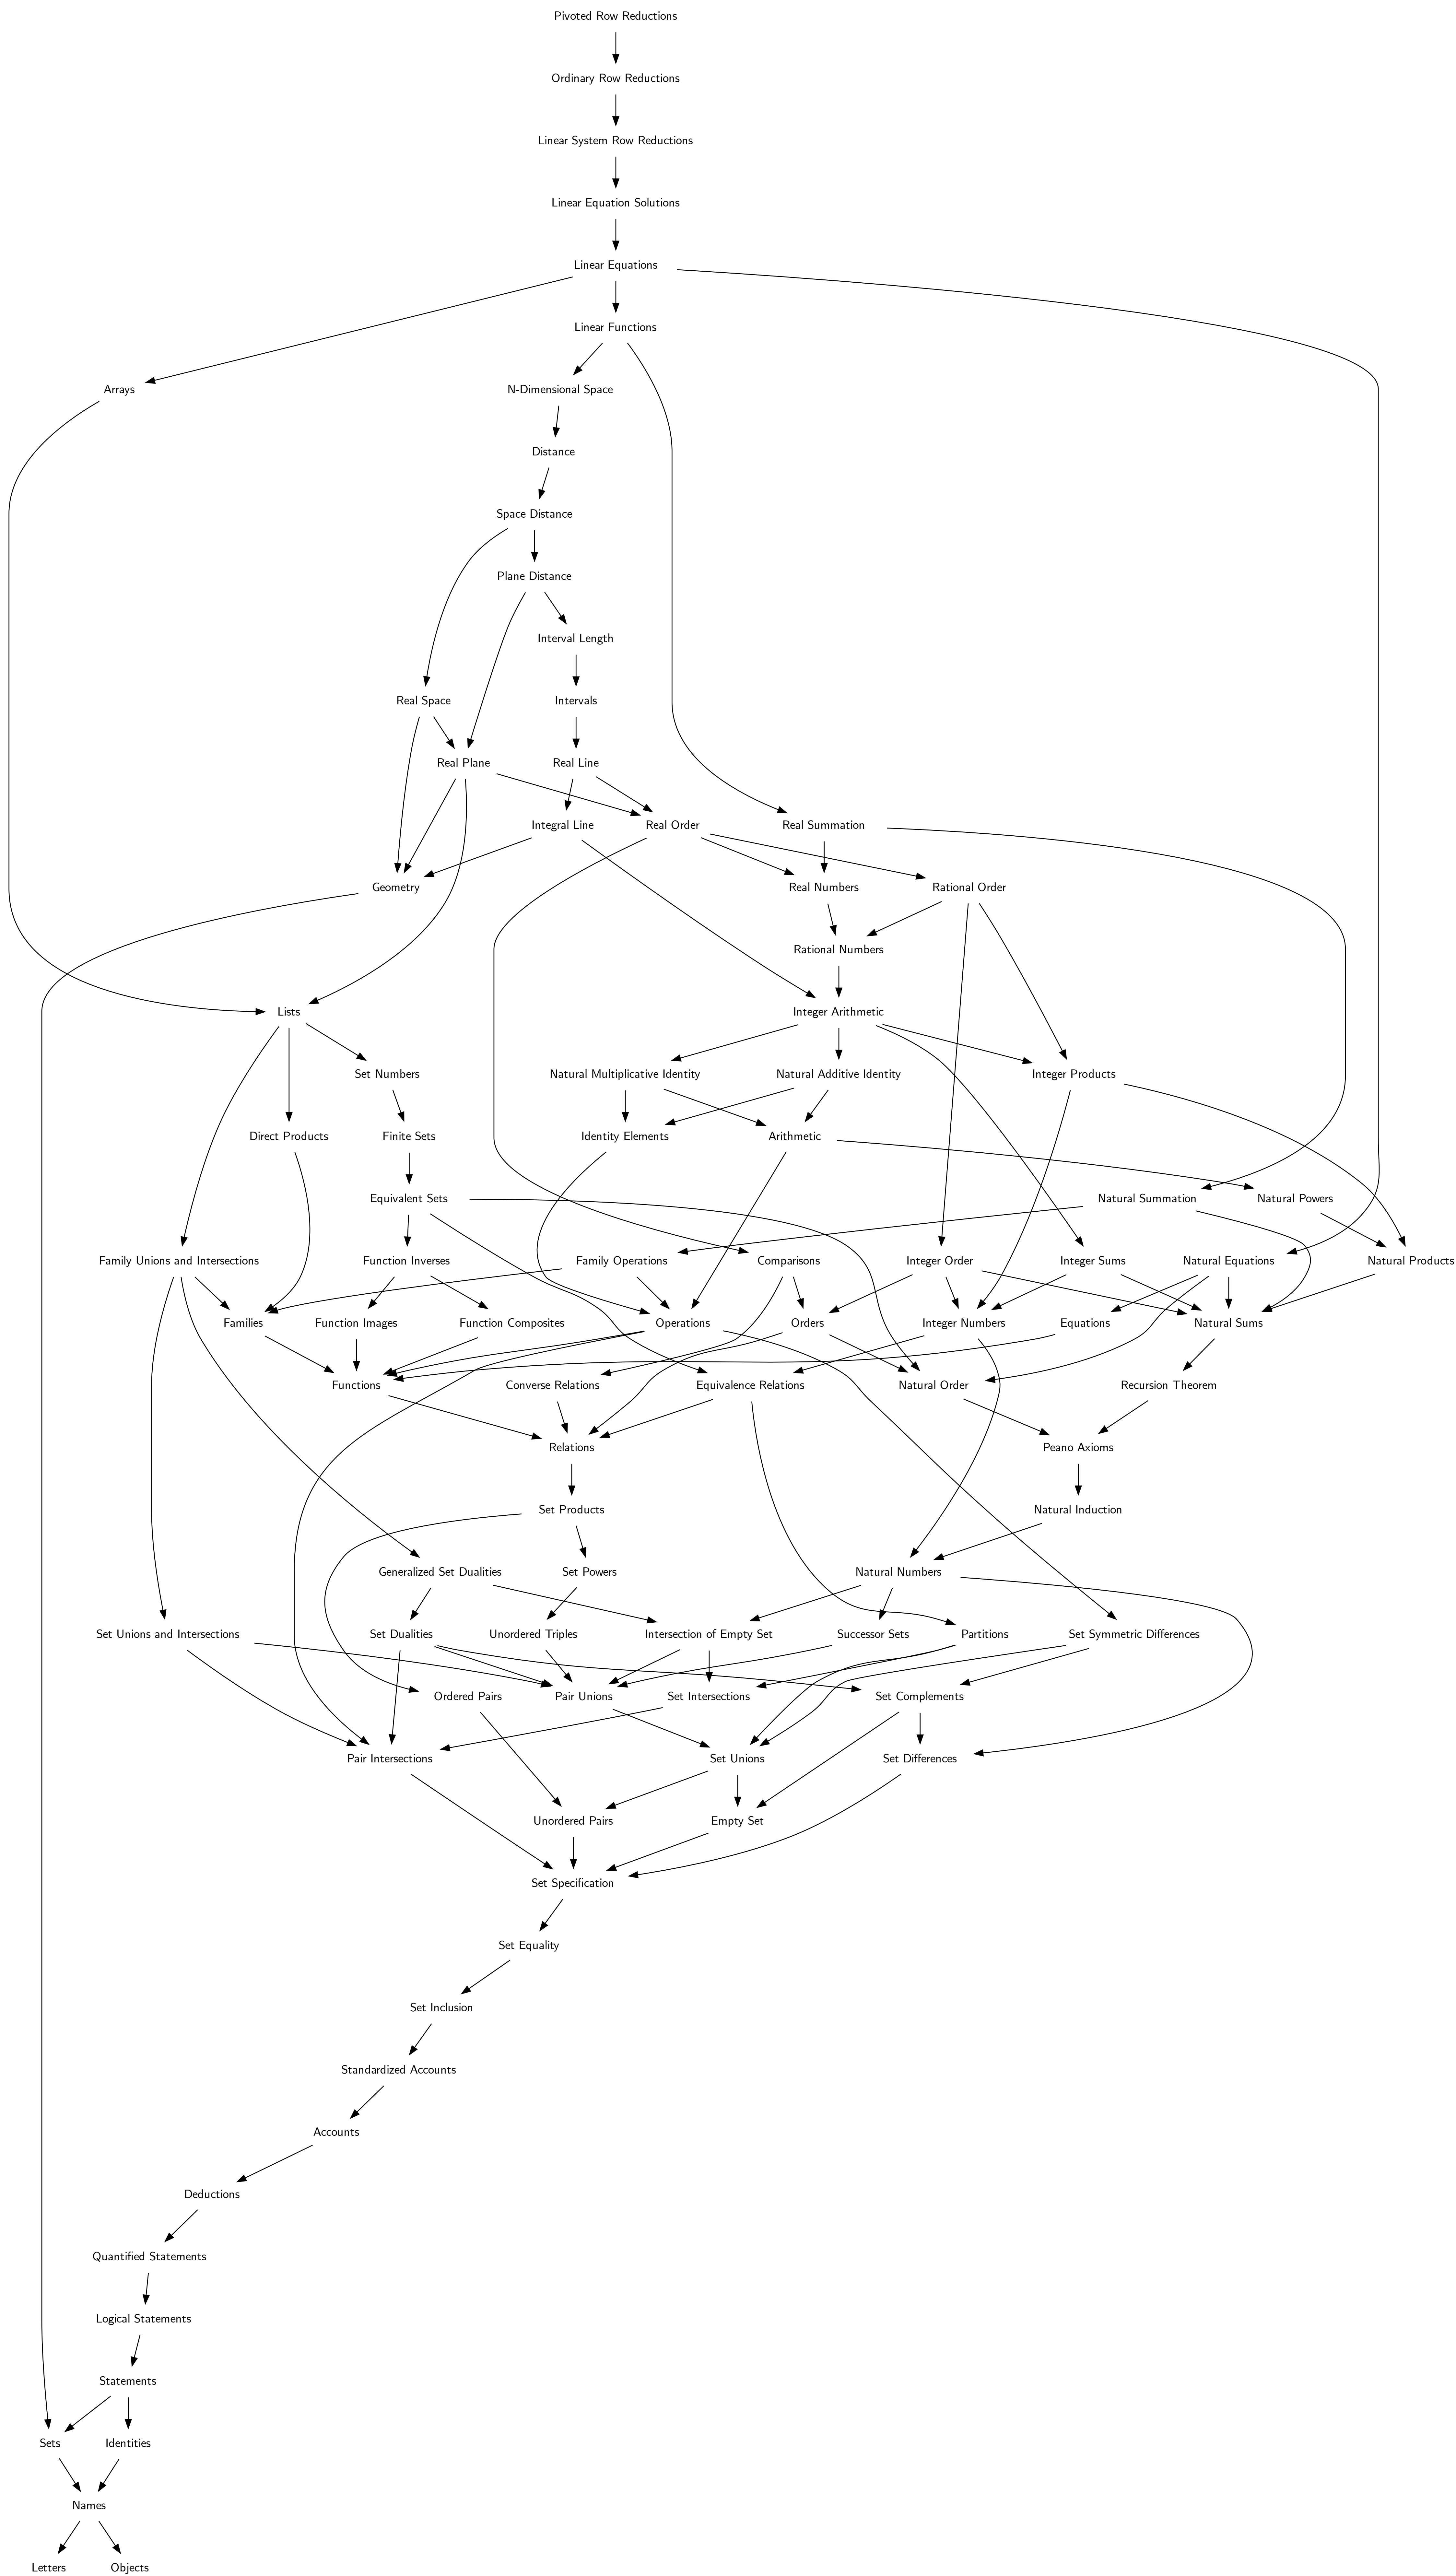 Pivoted Row Reductions
Ordinary Row Reductions
Linear System Row Reductions
Linear Equation Solutions
Linear Equations
Linear Functions
Arrays
N-Dimensional Space
Distance
Space Distance
Plane Distance
Interval Length
Real Space
Intervals
Real Plane
Real Line
Integral Line
Real Order
Real Summation
Geometry
Real Numbers
Rational Order
Rational Numbers
Lists
Integer Arithmetic
Set Numbers
Natural Multiplicative Identity
Natural Additive Identity
Integer Products
Direct Products
Finite Sets
Identity Elements
Arithmetic
Equivalent Sets
Natural Summation
Natural Powers
Family Unions and Intersections
Function Inverses
Family Operations
Comparisons
Integer Order
Integer Sums
Natural Equations
Natural Products
Families
Function Images
Function Composites
Operations
Orders
Integer Numbers
Equations
Natural Sums
Functions
Converse Relations
Equivalence Relations
Natural Order
Recursion Theorem
Relations
Peano Axioms
Set Products
Natural Induction
Generalized Set Dualities
Set Powers
Natural Numbers
Set Unions and Intersections
Set Dualities
Unordered Triples
Intersection of Empty Set
Successor Sets
Partitions
Set Symmetric Differences
Ordered Pairs
Pair Unions
Set Intersections
Set Complements
Pair Intersections
Set Unions
Set Differences
Unordered Pairs
Empty Set
Set Specification
Set Equality
Set Inclusion
Standardized Accounts
Accounts
Deductions
Quantified Statements
Logical Statements
Statements
Sets
Identities
Names
Letters
Objects